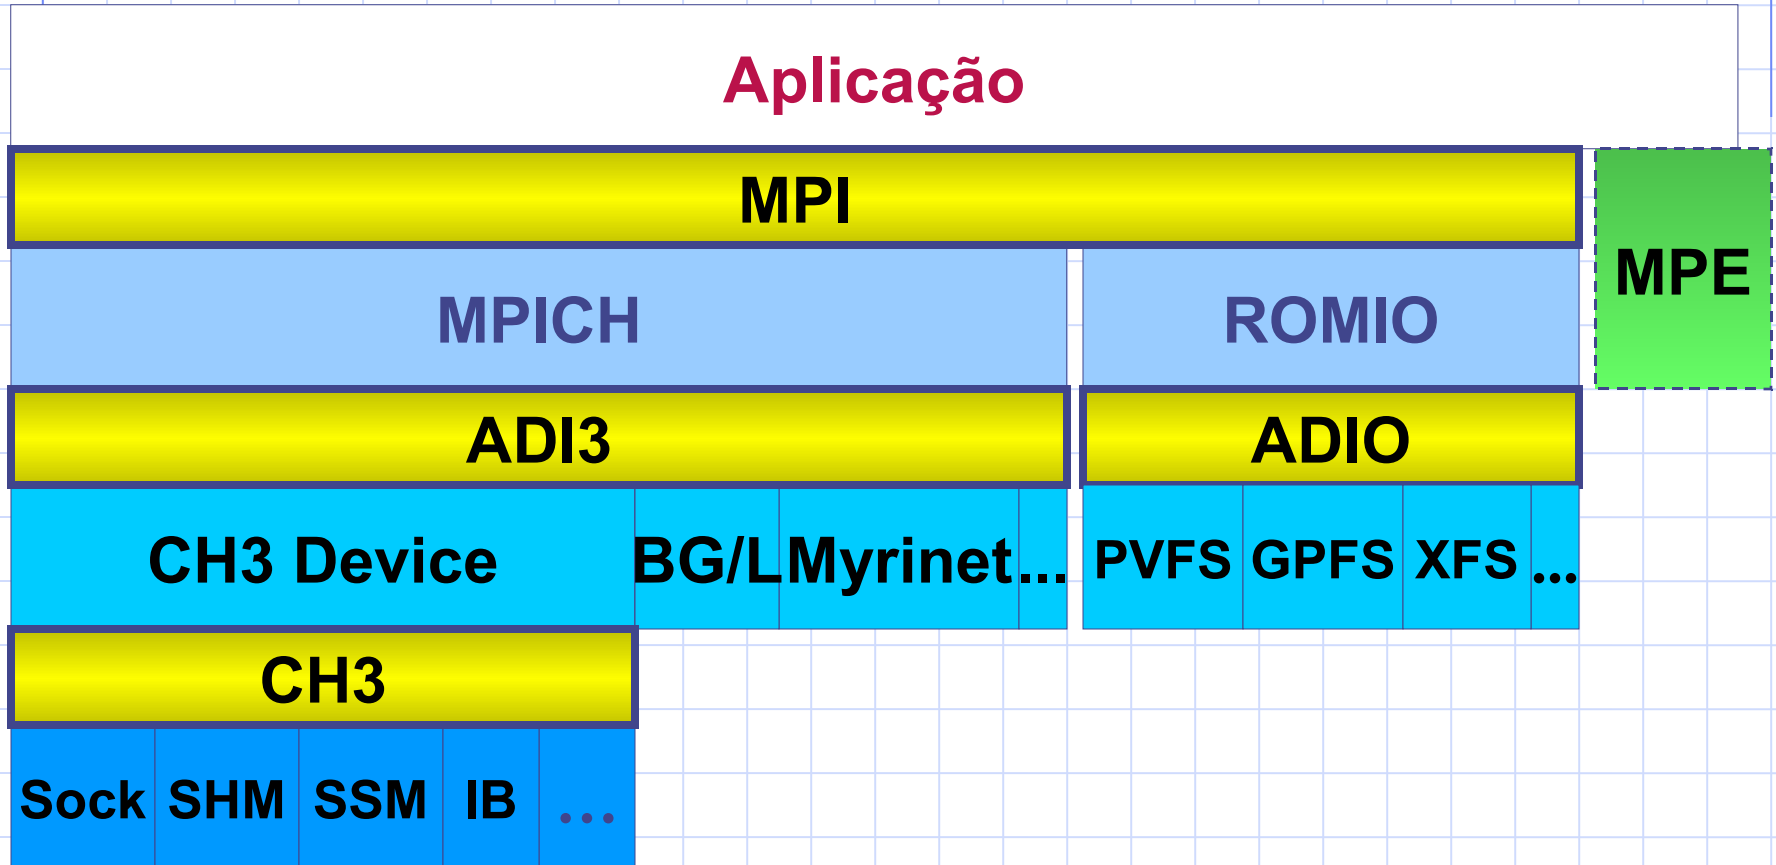 Aplicação
MPI
MPE
MPICH ROMIO
ADI3 ADIO
CH3 Device BG/L Myrinet ... PVFS GPFS XFS ...
CH3
Sock SHM SSM IB ...